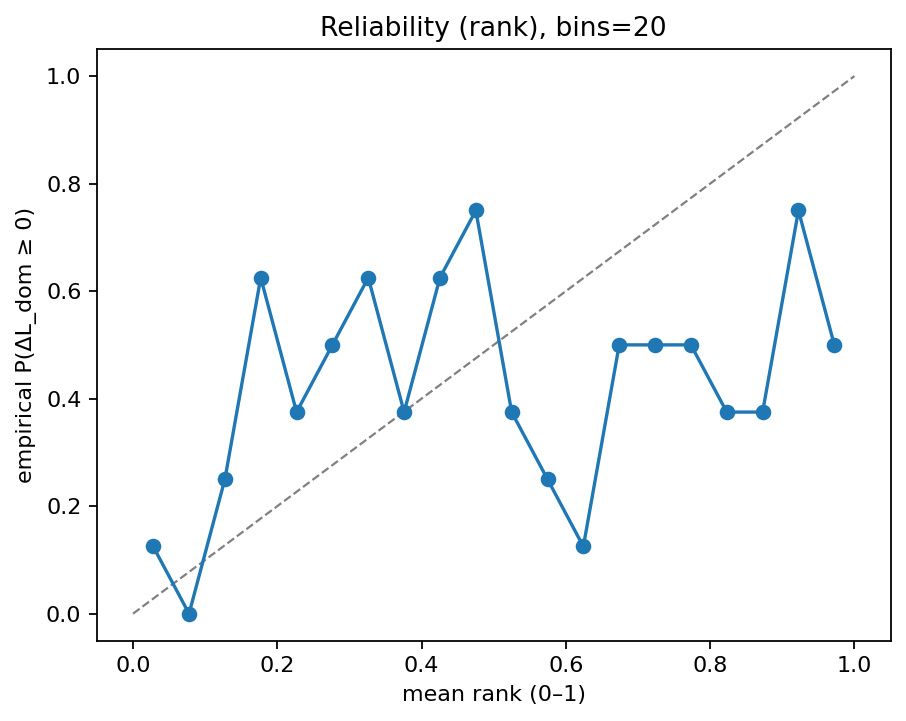 Reliability (rank), bins=20
empirical P(ΔL_dom ≥ 0)
1.0
0.8
0.6
0.4
0.2
0.0
0.0 0.2 0.4 0.6 0.8 1.0
mean rank (0–1)